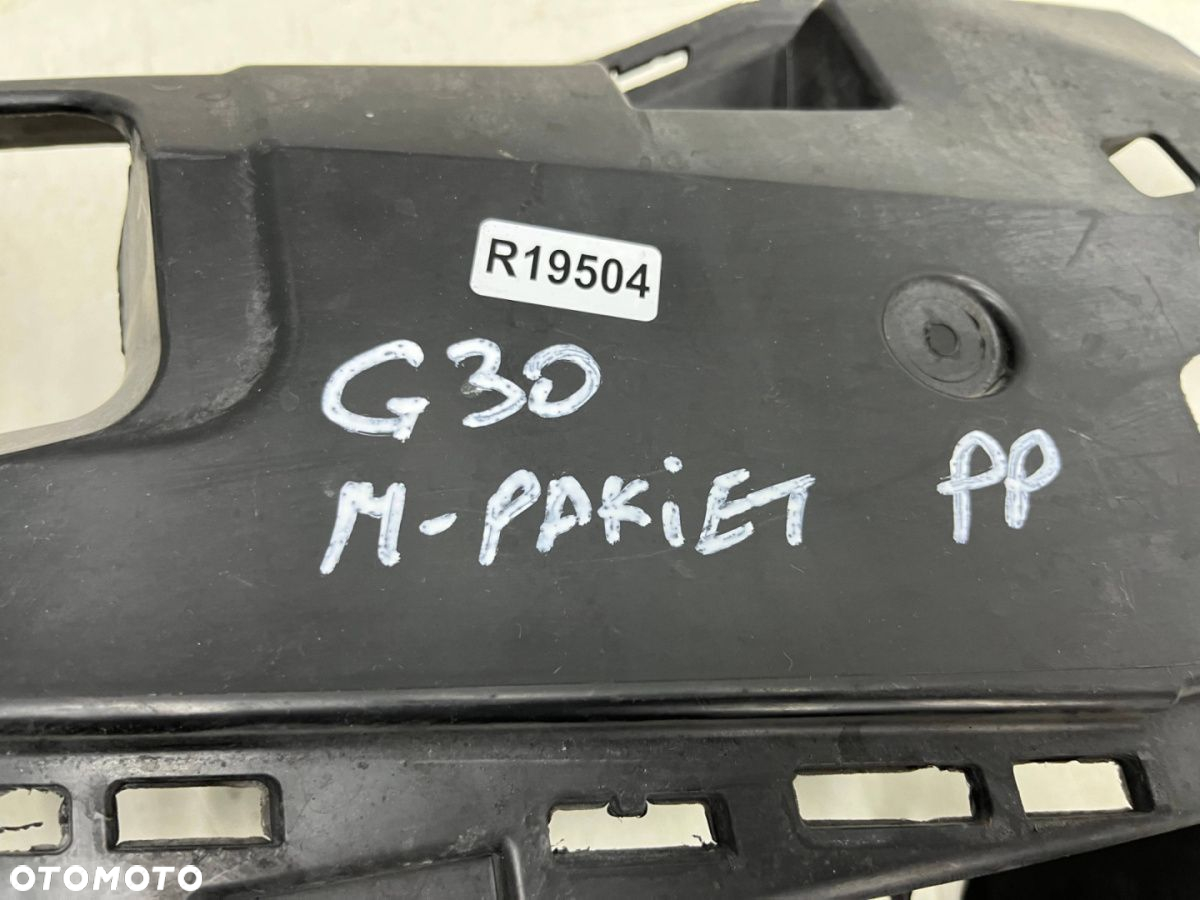 R19504
G30
M-PAKiET PP
OTOMOTO